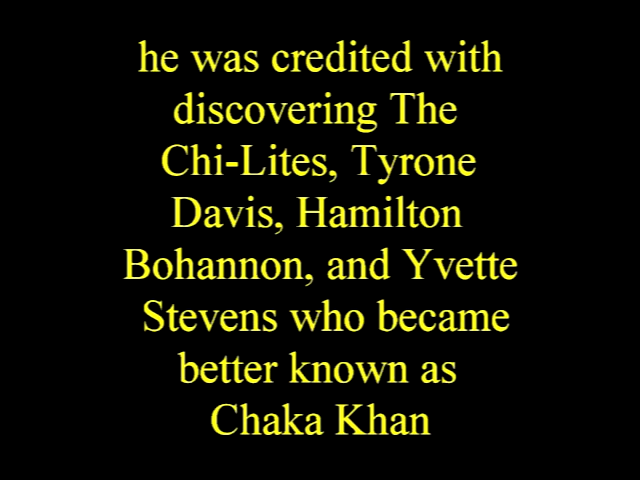 he was credited with
discovering The
Chi-Lites, Tyrone
Davis, Hamilton
Bohannon, and Yvette
Stevens who became
better known as
Chaka Khan